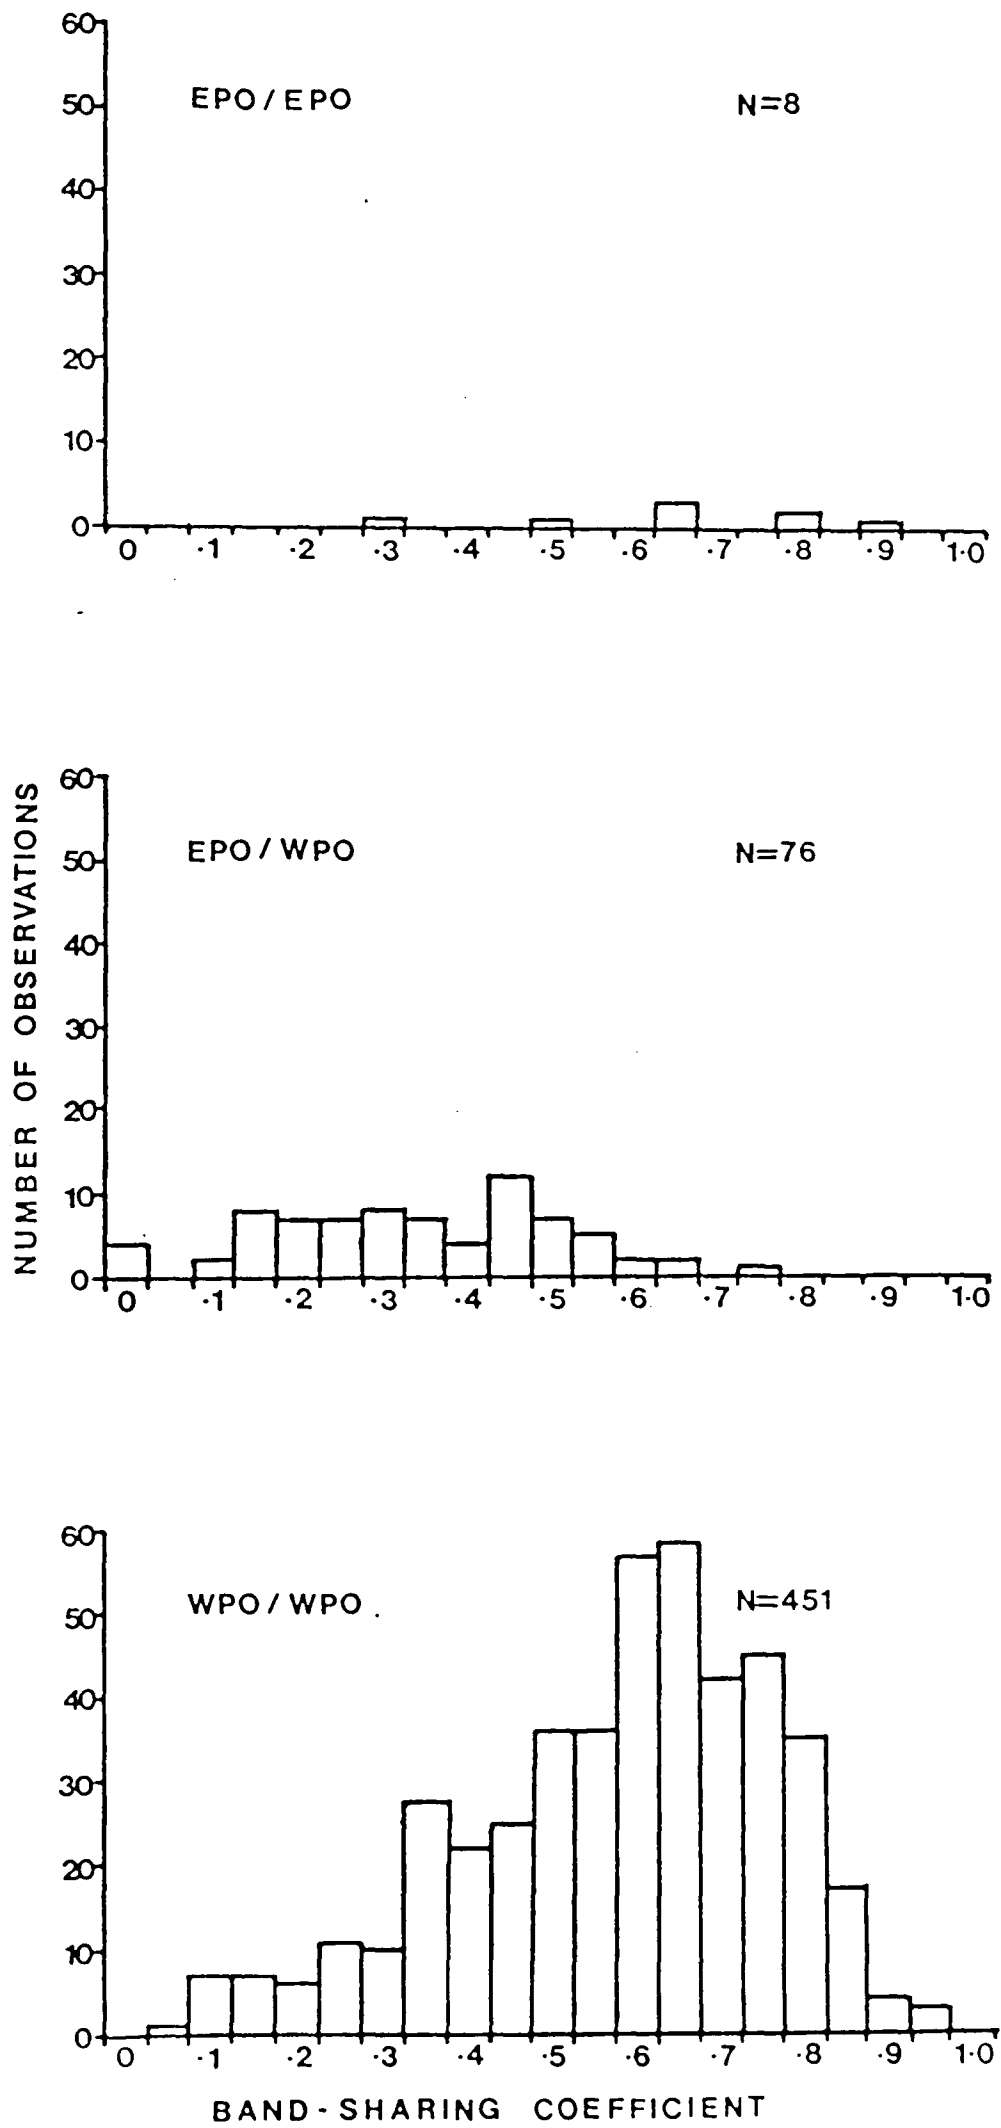 60
50
EPO / EPO
N=8
40
30
20
10
0
0 ·1 ·2 ·3 ·4 ·5 ·6 ·7 ·8 ·9 1·0
NUMBER OF OBSERVATIONS
60
50
EPO / WPO
N=76
40
30
20
10
0
0 ·1 ·2 ·3 ·4 ·5 ·6 ·7 ·8 ·9 1·0
60
50
WPO / WPO
N=451
40
30
20
10
0
0 ·1 ·2 ·3 ·4 ·5 ·6 ·7 ·8 ·9 1·0
BAND-SHARING COEFFICIENT